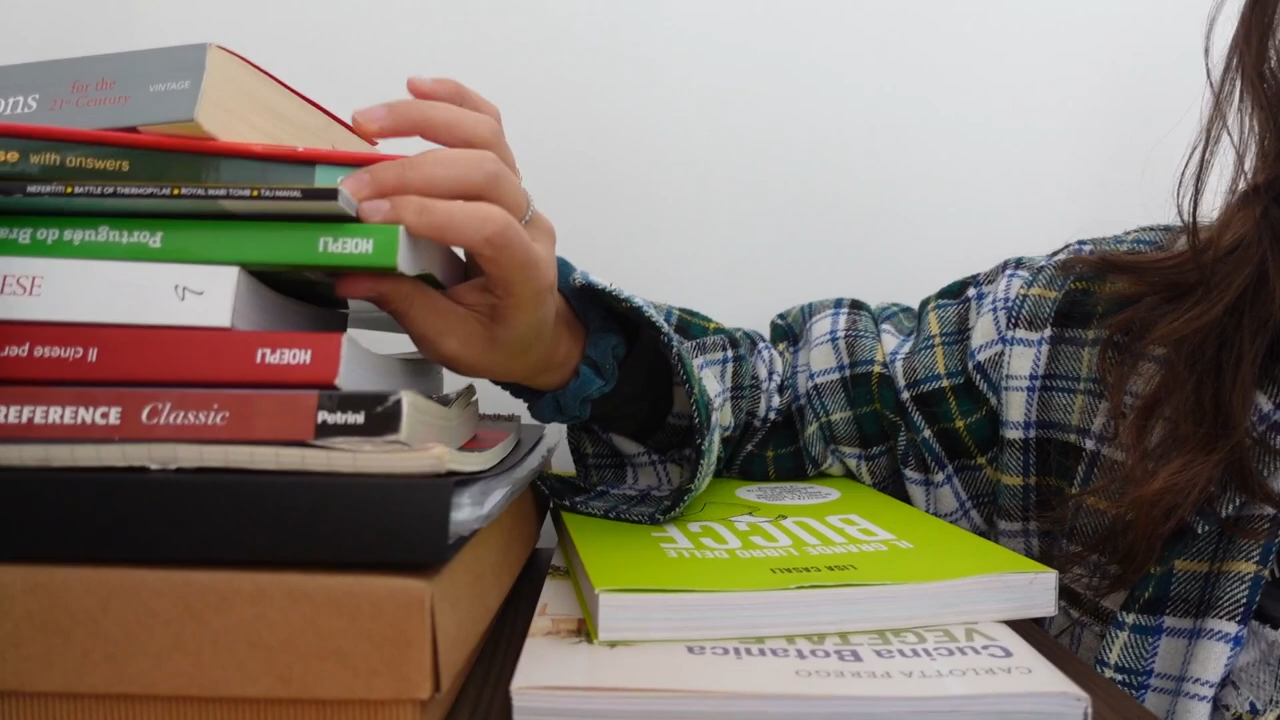 ons for the
21st Century
VINTAGE
se with answers
NEFERTITI BATTLE OF THERMOPYLAE ROYAL WARI TOMB TAJ MAHAL
Português do Bra
HOEPLI
ESE
Il cinese per
HOEPLI
REFERENCE Classic Petrini
LISA CASALI
IL GRANDE LIBRO DELLE
BUCCE
CARLOTTA PEREGO
Cucina Botanica
VEGETALE